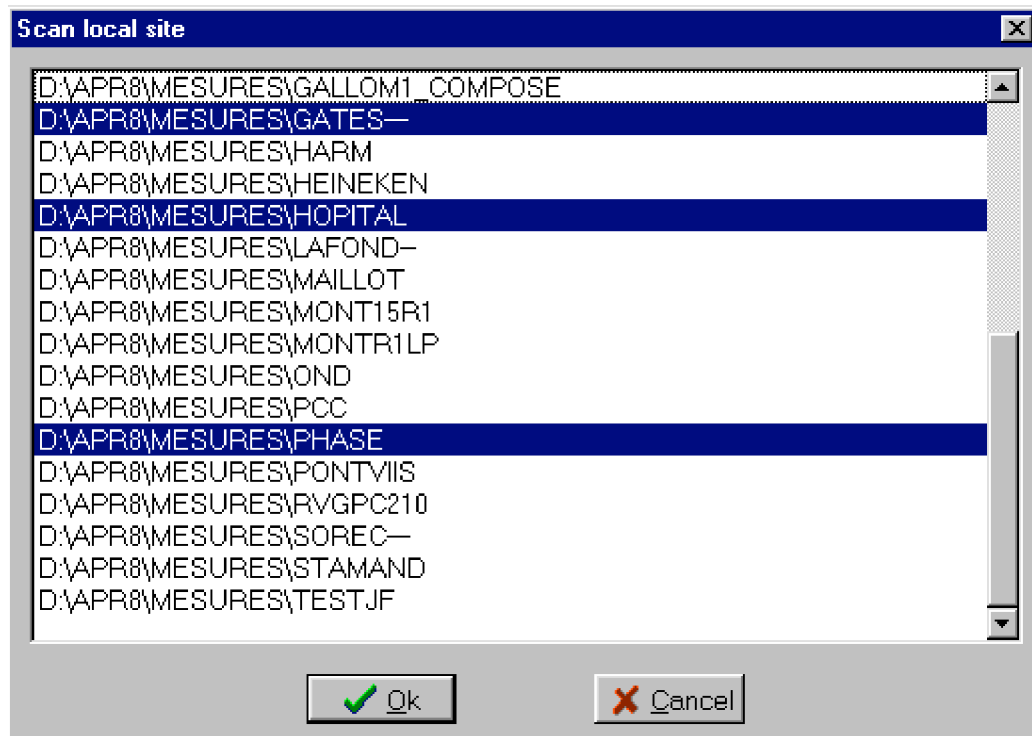 Scan local site
D:\APR8\MESURES\GALLOM1_COMPOSE
D:\APR8\MESURES\GATES—
D:\APR8\MESURES\HARM
D:\APR8\MESURES\HEINEKEN
D:\APR8\MESURES\HOPITAL
D:\APR8\MESURES\LAFOND–
D:\APR8\MESURES\MAILLOT
D:\APR8\MESURES\MONT15R1
D:\APR8\MESURES\MONTR1LP
D:\APR8\MESURES\OND
D:\APR8\MESURES\PCC
D:\APR8\MESURES\PHASE
D:\APR8\MESURES\PONTVIIS
D:\APR8\MESURES\RVGPC210
D:\APR8\MESURES\SOREC—
D:\APR8\MESURES\STAMAND
D:\APR8\MESURES\TESTJF
Ok Cancel